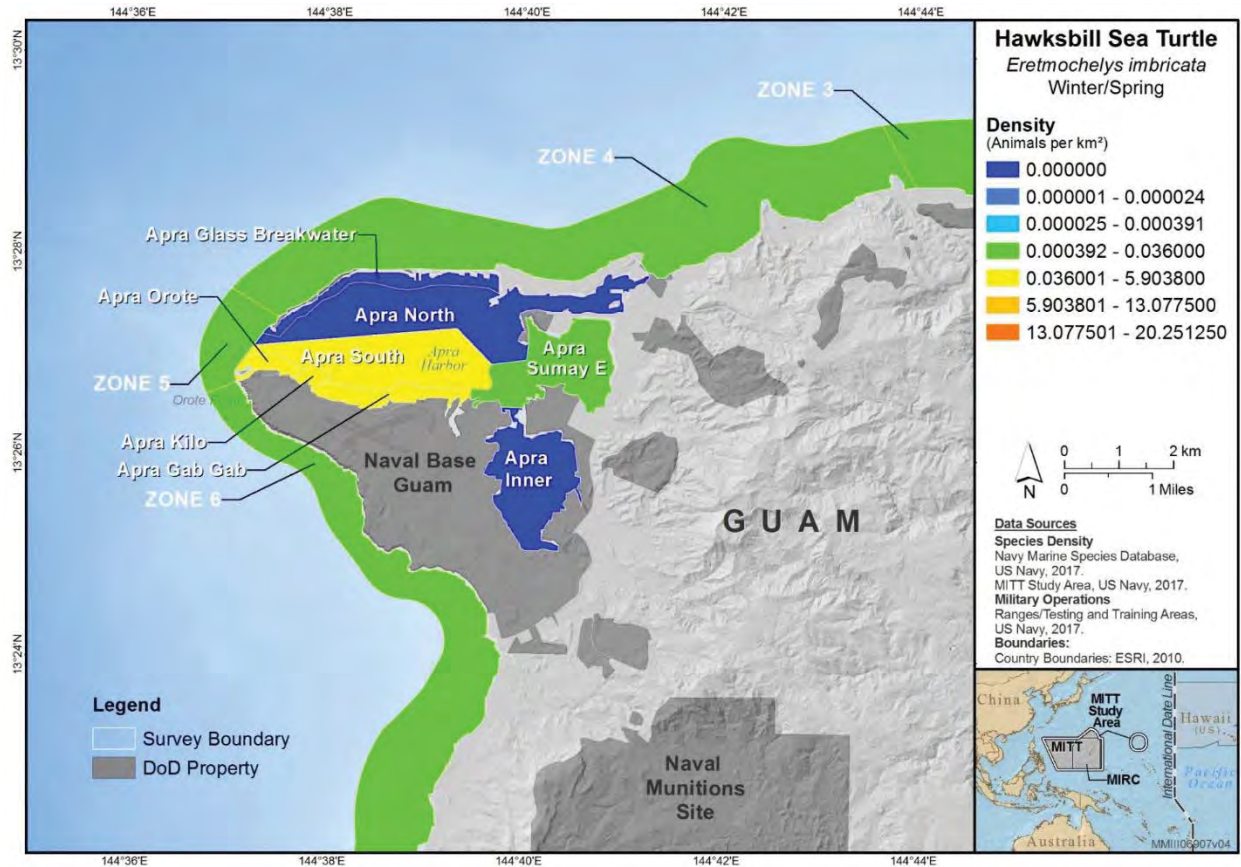 144°36'E 144°38'E 144°40'E 144°42'E 144°44'E
13°30'N
13°28'N
13°26'N
13°24'N
ZONE 3
ZONE 4
Apra Glass Breakwater
Apra Orote
Apra North
Apra South
Apra
Harbor
Apra
Sumay E
ZONE 5
Apra Kilo
Apra Gab Gab
ZONE 6
Naval Base
Guam
Apra
Inner
GUAM
Naval
Munitions
Site
Legend
Survey Boundary
DoD Property
144°36'E 144°38'E 144°40'E 144°42'E 144°44'E
Hawksbill Sea Turtle
Eretmochelys imbricata
Winter/Spring
Density
(Animals per km²)
0.000000
0.000001 - 0.000024
0.000025 - 0.000391
0.000392 - 0.036000
0.036001 - 5.903800
5.903801 - 13.077500
13.077501 - 20.251250
N
0 1 2 km
0 1 Miles
Data Sources
Species Density
Navy Marine Species Database,
US Navy, 2017.
MITT Study Area, US Navy, 2017.
Military Operations
Ranges/Testing and Training Areas,
US Navy, 2017.
Boundaries:
Country Boundaries: ESRI, 2010.
China
MITT
Study
Area
International Date Line
Hawaii
(US)
MITT
MIRC
Pacific
Ocean
Australia
MMIII06907v04